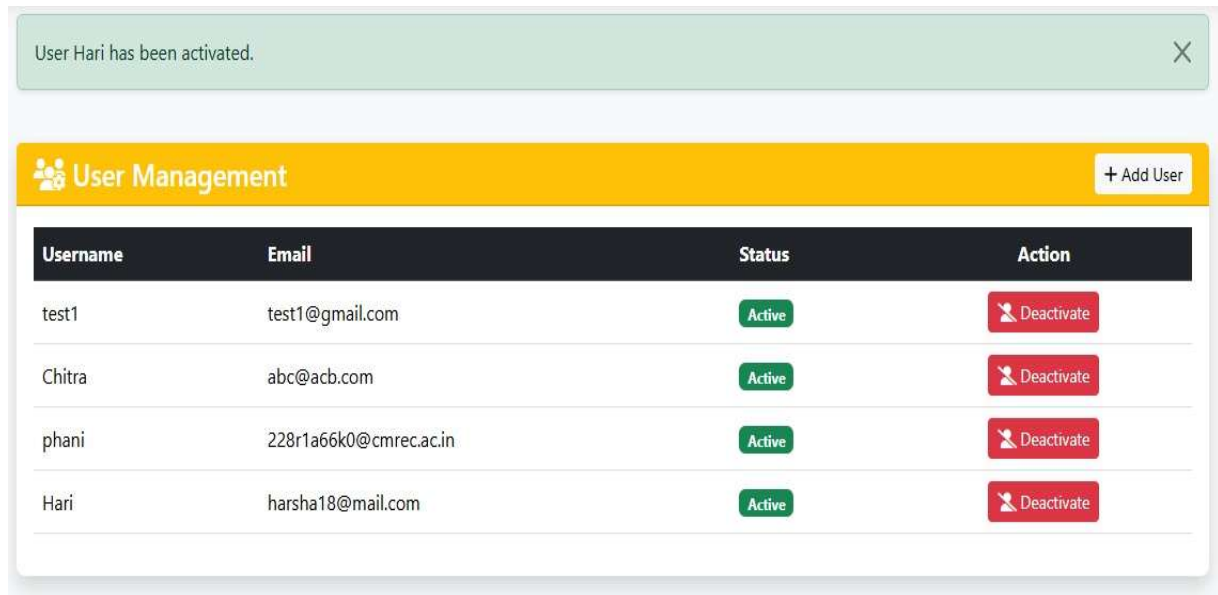 User Hari has been activated.
User Management
+ Add User
Username Email Status Action
test1 test1@gmail.com Active Deactivate
Chitra abc@acb.com Active Deactivate
phani 228r1a66k0@cmrec.ac.in Active Deactivate
Hari harsha18@mail.com Active Deactivate